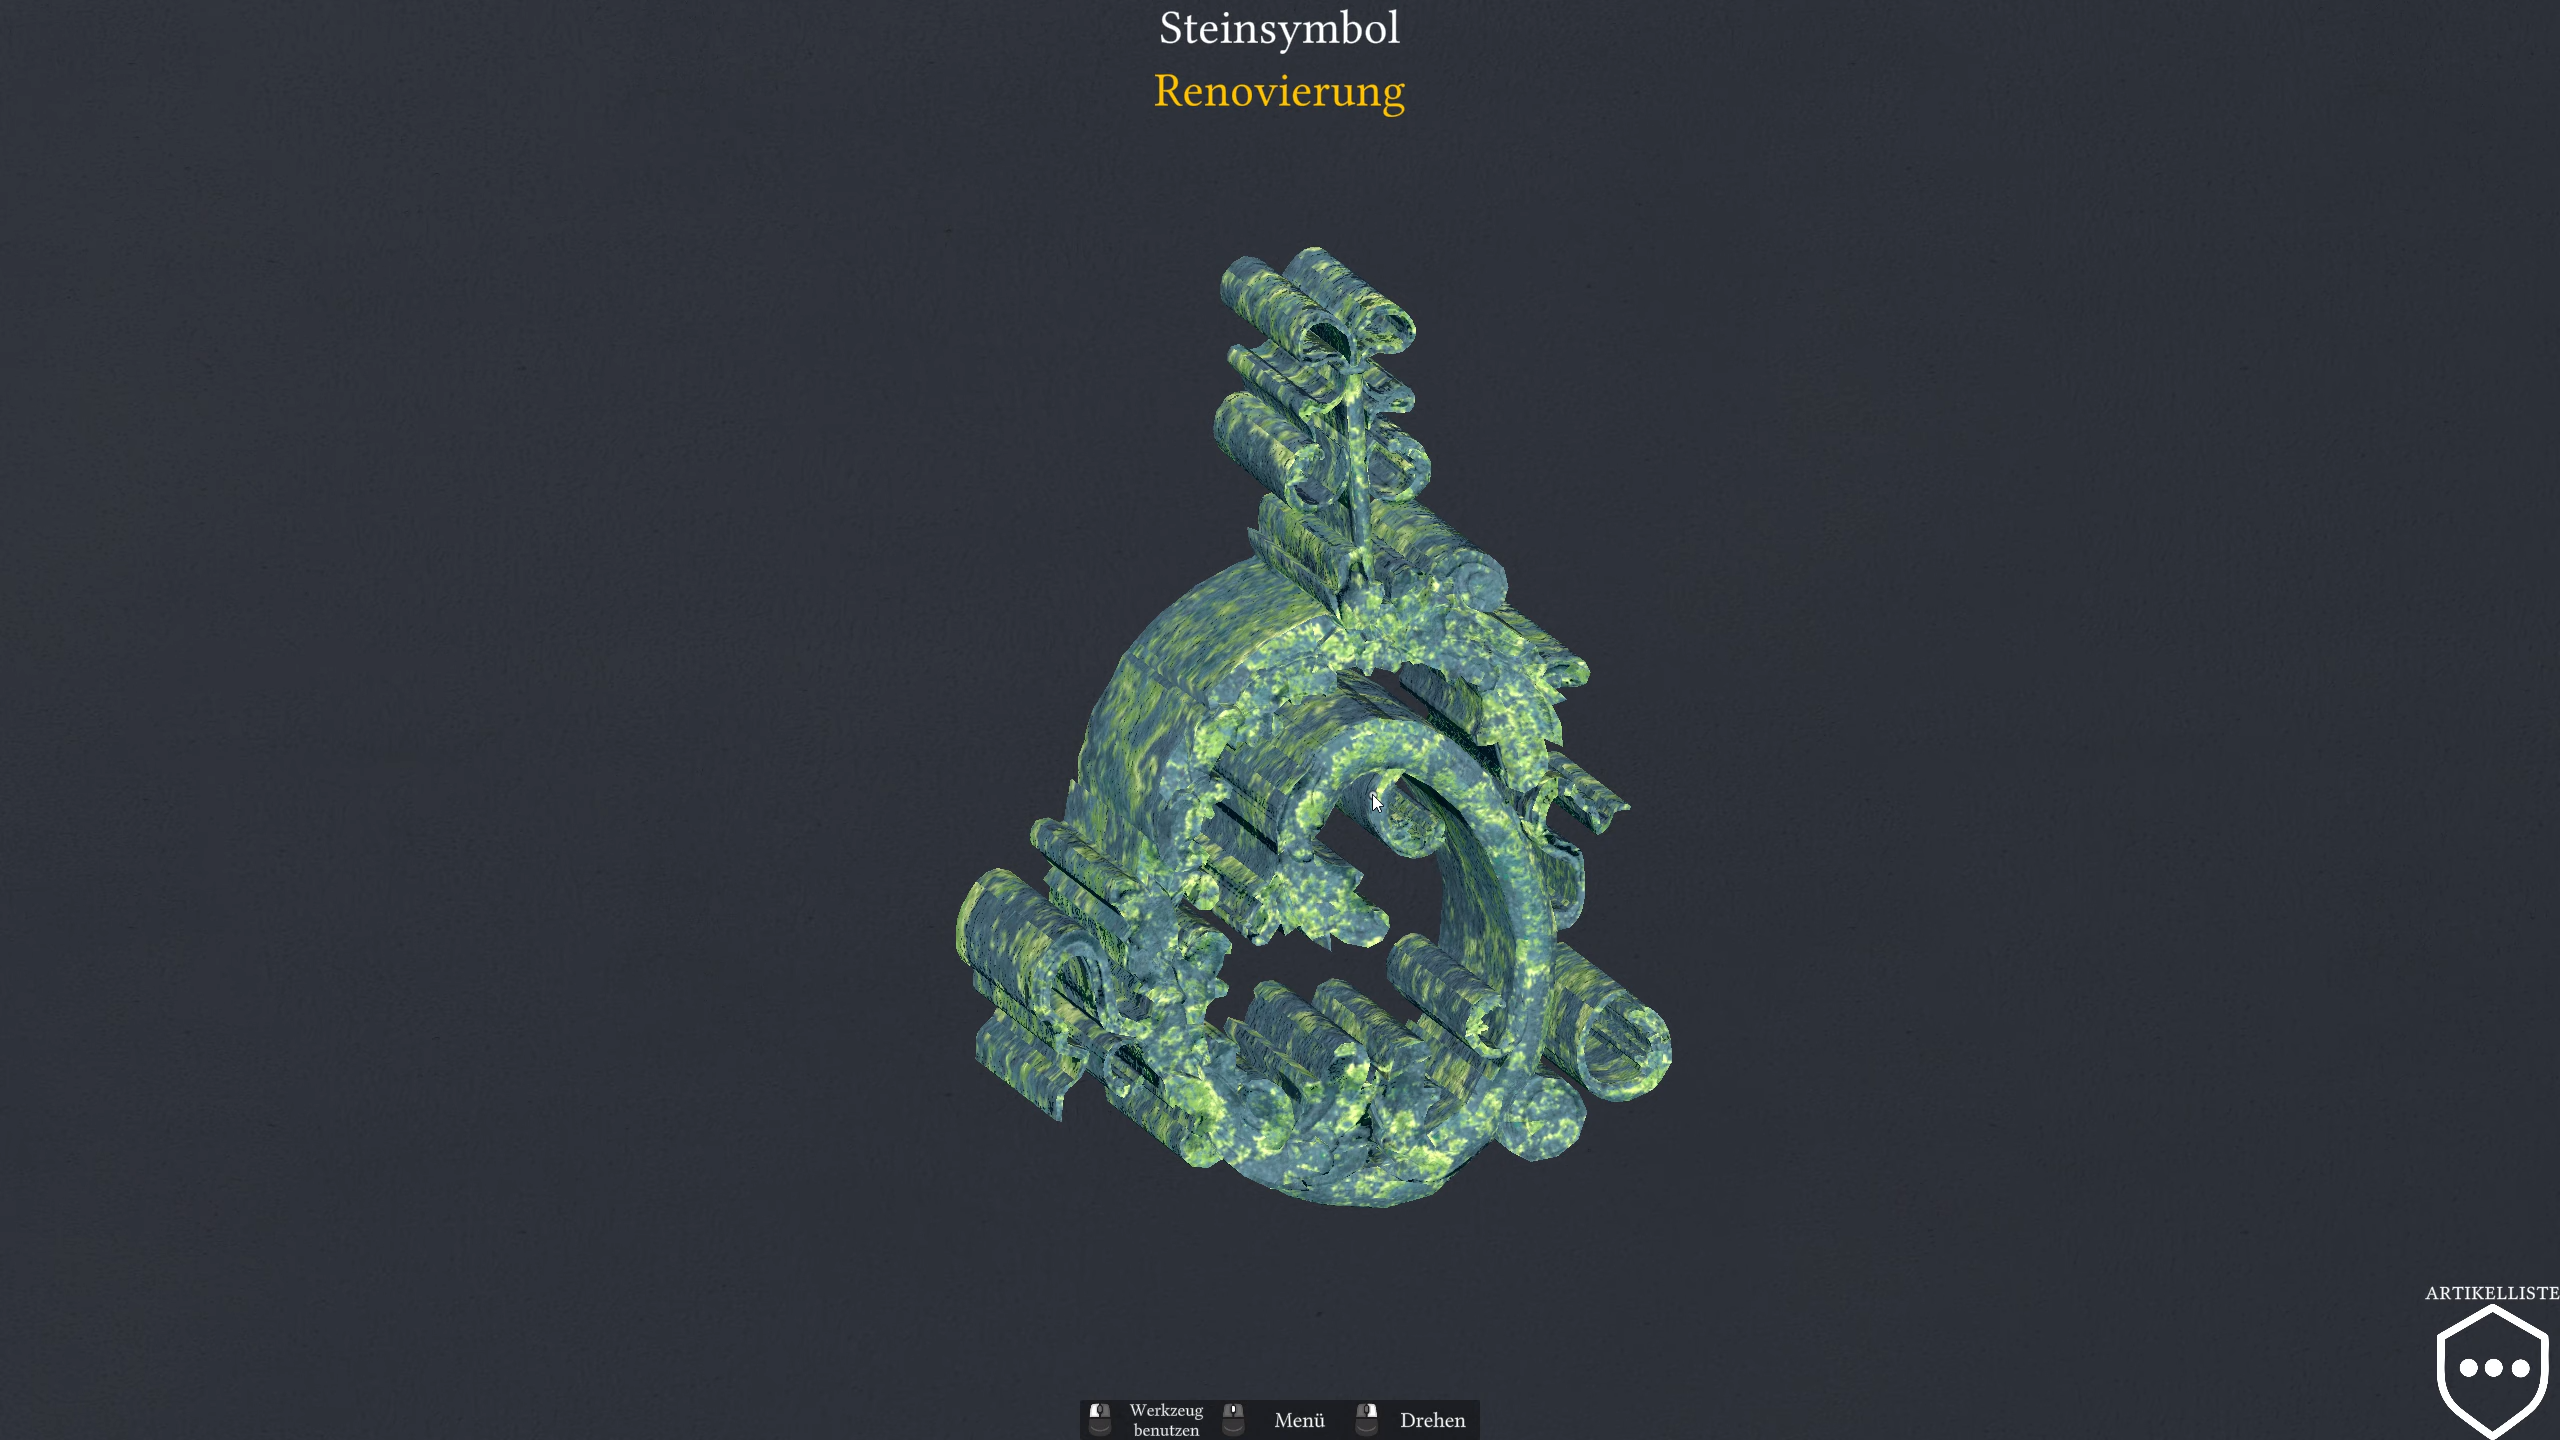 Steinsymbol
Renovierung
ARTIKELLISTE
Werkzeug
benutzen
Menü
Drehen